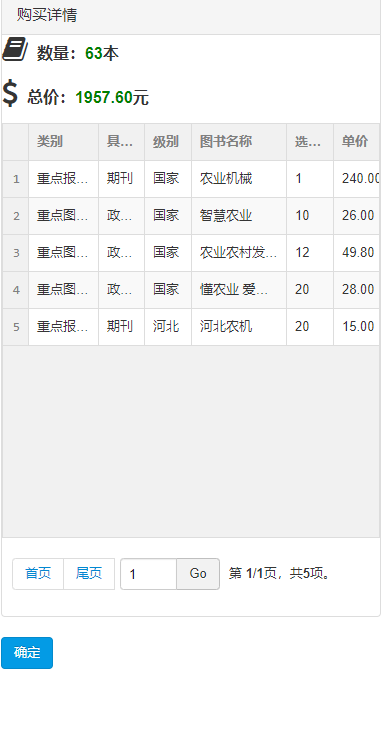 购买详情
数量：63本
总价：1957.60元
类别 具… 级别 图书名称 选… 单价
1 重点报… 期刊 国家 农业机械 1 240.00
2 重点图… 政… 国家 智慧农业 10 26.00
3 重点图… 政… 国家 农业农村发… 12 49.80
4 重点图… 政… 国家 懂农业 爱… 20 28.00
5 重点报… 期刊 河北 河北农机 20 15.00
首页 尾页 1 Go 第 1/1页，共5项。
确定